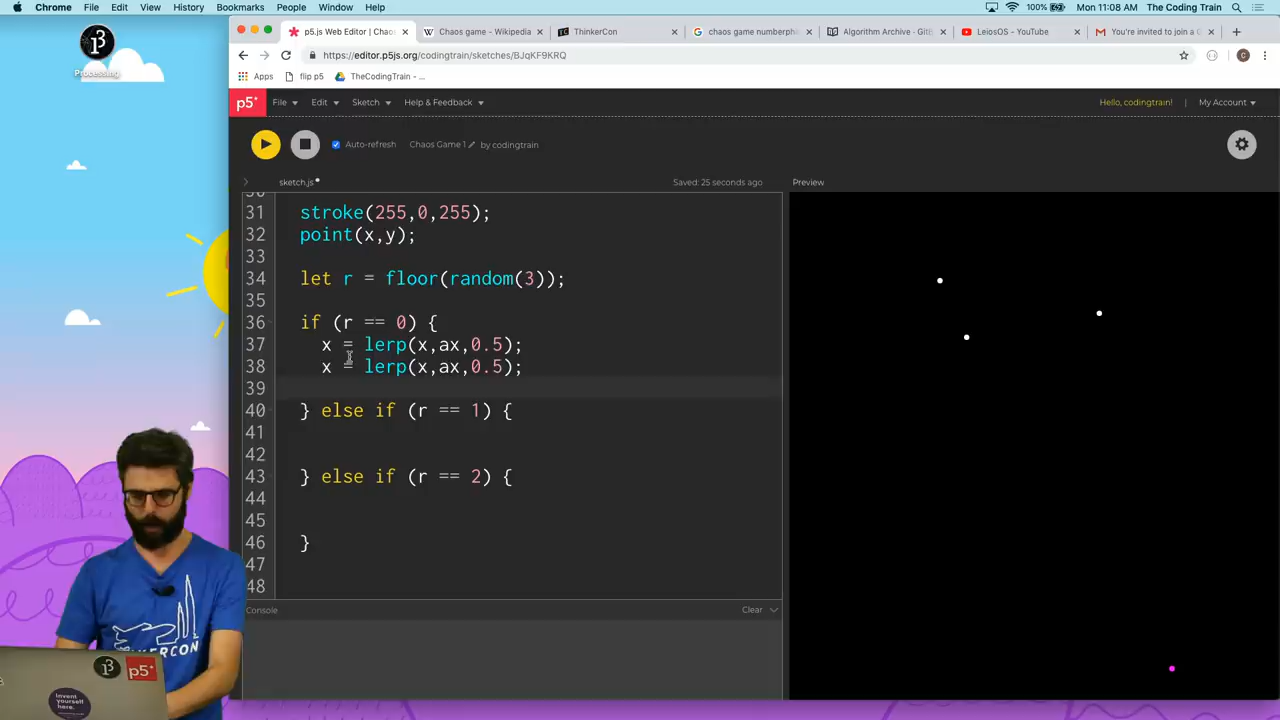 Chrome File Edit View History Bookmarks People Window Help 100% Mon 11:08 AM The Coding Train
p5.js Web Editor | Chao Chaos game - Wikipedia ThinkerCon chaos game numberphi Algorithm Archive · GitB LeiosOS - YouTube You're invited to join a G
https://editor.p5js.org/codingtrain/sketches/BJqKF9KRQ
Apps flip p5 TheCodingTrain - ...
Processing
p5* File Edit Sketch Help & Feedback Hello, codingtrain! | My Account
Auto-refresh Chaos Game 1 by codingtrain
sketch.js Saved: 25 seconds ago Preview
31 stroke(255,0,255);
32 point(x,y);
33
34 let r = floor(random(3));
35
36 if (r == 0) {
37 x = lerp(x,ax,0.5);
38 x = lerp(x,ax,0.5);
39
40 } else if (r == 1) {
41
42
43 } else if (r == 2) {
44
45
46 }
47
48
Console Clear
p5*
Invent yourself here.